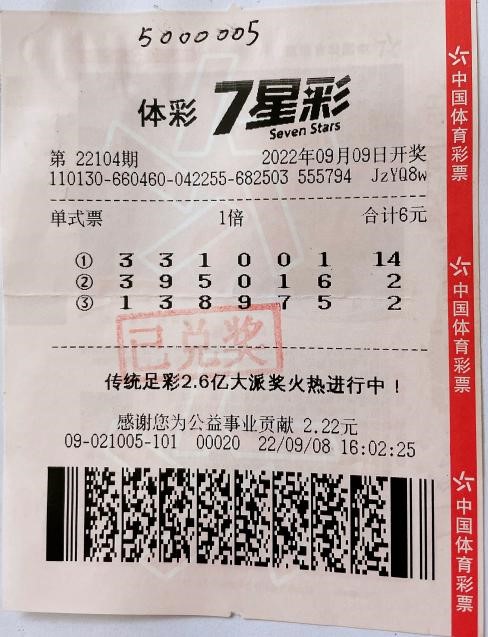 5000005
体彩 7星彩
Seven Stars
第 22104期 2022年09月09日开奖
110130-660460-042255-682503 555794 JzYQ8w
单式票 1倍 合计6元
① 3 3 1 0 0 1 14
② 3 9 5 0 1 6 2
③ 1 3 8 9 7 5 2
已兑奖
传统足彩2.6亿大派奖火热进行中！
感谢您为公益事业贡献 2.22元
09-021005-101 00020 22/09/08 16:02:25
中国体育彩票
中国体育彩票
中国体育彩票